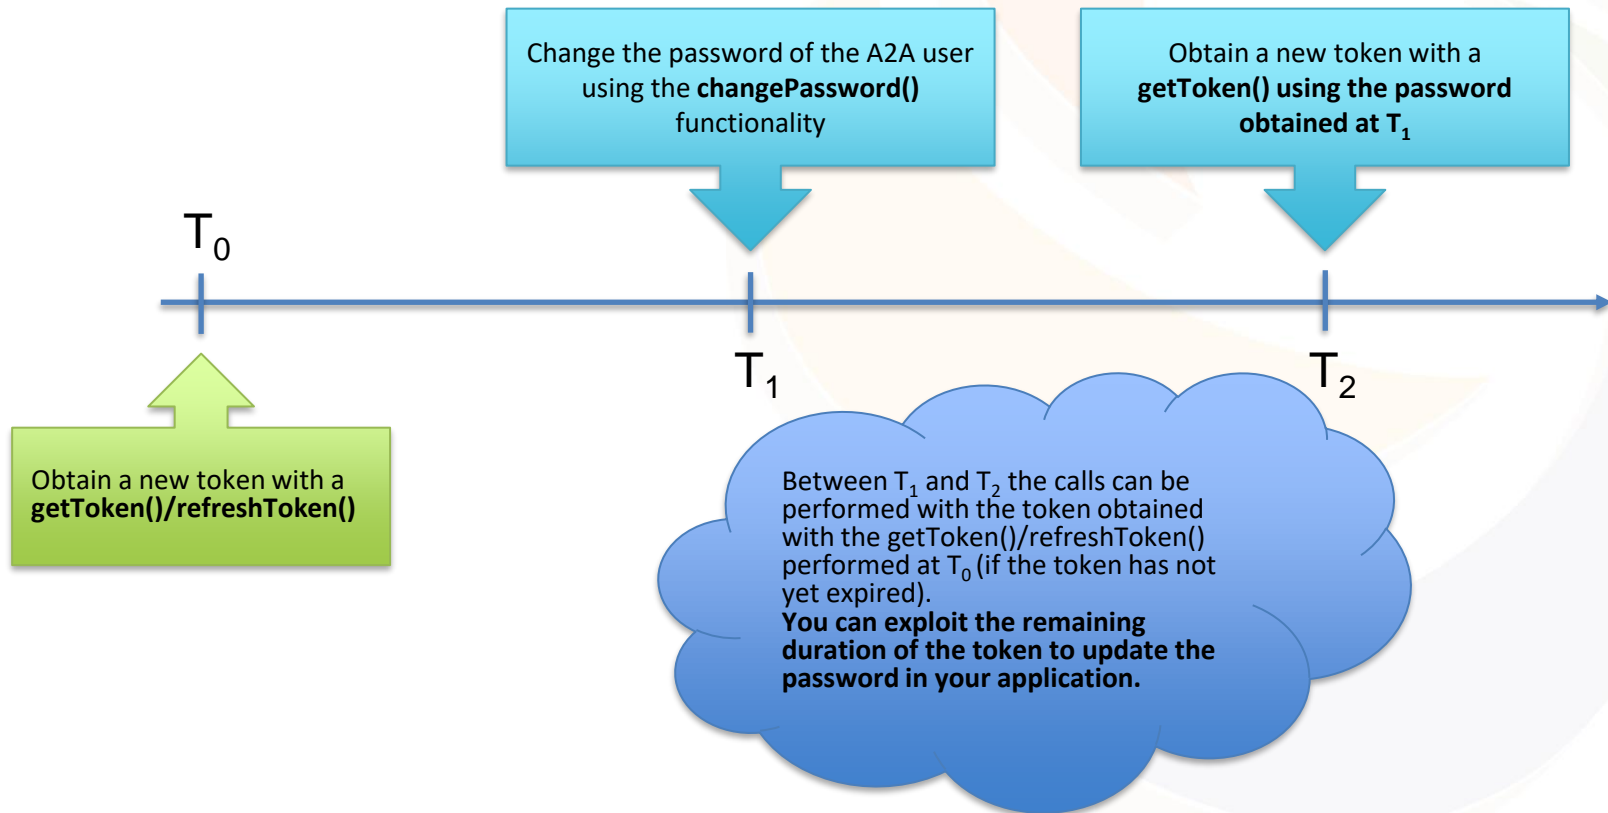 Change the password of the A2A user
using the changePassword()
functionality
Obtain a new token with a
getToken() using the password
obtained at T1
T0
T1
T2
Obtain a new token with a
getToken()/refreshToken()
Between T1 and T2 the calls can be
performed with the token obtained
with the getToken()/refreshToken()
performed at T0 (if the token has not
yet expired).
You can exploit the remaining
duration of the token to update the
password in your application.